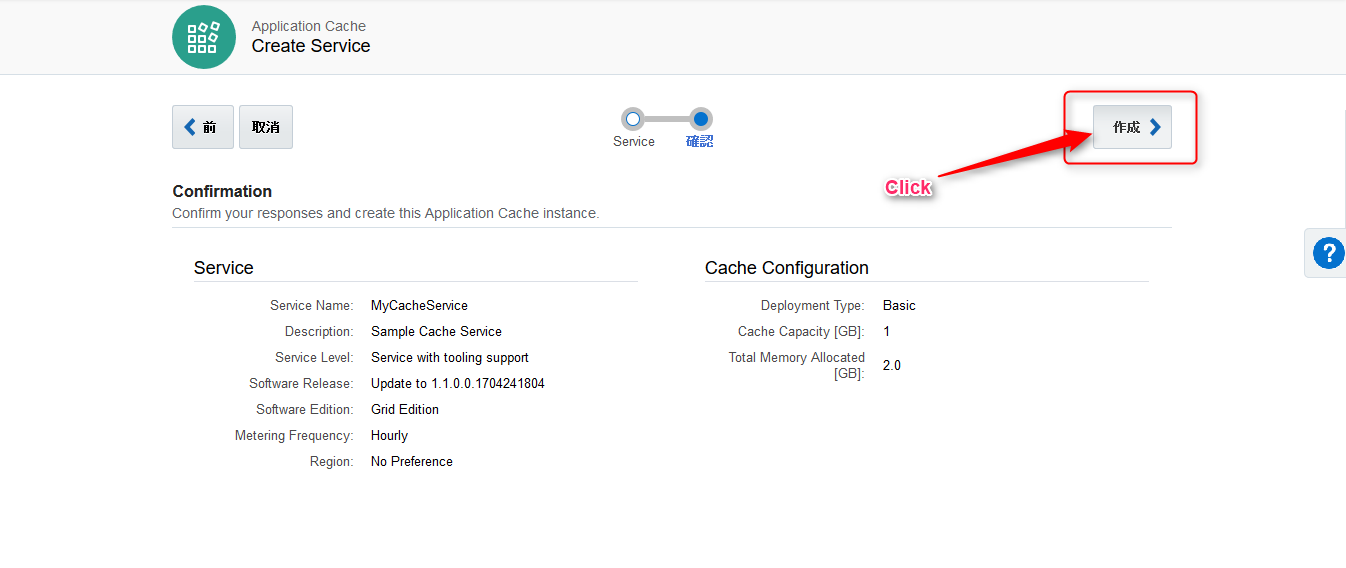 Application Cache
Create Service
前
取消
Service
確認
作成
Click
Confirmation
Confirm your responses and create this Application Cache instance.
?
Service
Service Name: MyCacheService
Description: Sample Cache Service
Service Level: Service with tooling support
Software Release: Update to 1.1.0.0.1704241804
Software Edition: Grid Edition
Metering Frequency: Hourly
Region: No Preference
Cache Configuration
Deployment Type: Basic
Cache Capacity [GB]: 1
Total Memory Allocated
[GB]: 2.0